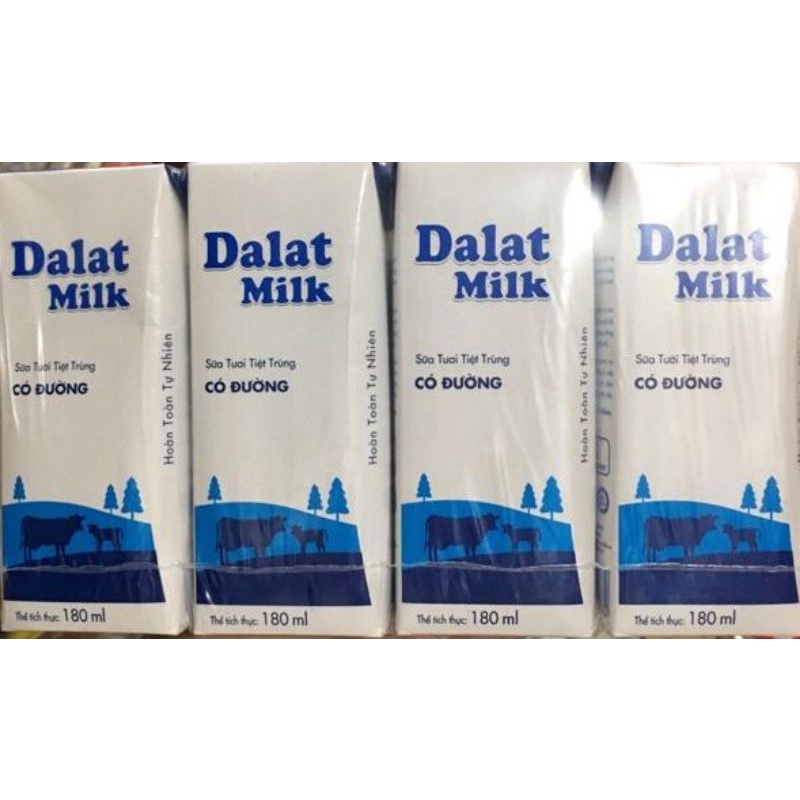 Dalat
Milk
Sữa Tươi Tiệt Trùng
CÓ ĐƯỜNG
Hoàn Toàn Tự Nhiên
Thể tích thực: 180 ml
Dalat
Milk
Sữa Tươi Tiệt Trùng
CÓ ĐƯỜNG
Hoàn Toàn Tự Nhiên
Thể tích thực: 180 ml
Dalat
Milk
Sữa Tươi Tiệt Trùng
CÓ ĐƯỜNG
Hoàn Toàn Tự Nhiên
Thể tích thực: 180 ml
Dalat
Milk
Sữa Tươi Tiệt Trùng
CÓ ĐƯỜNG
Thể tích thực: 180 ml